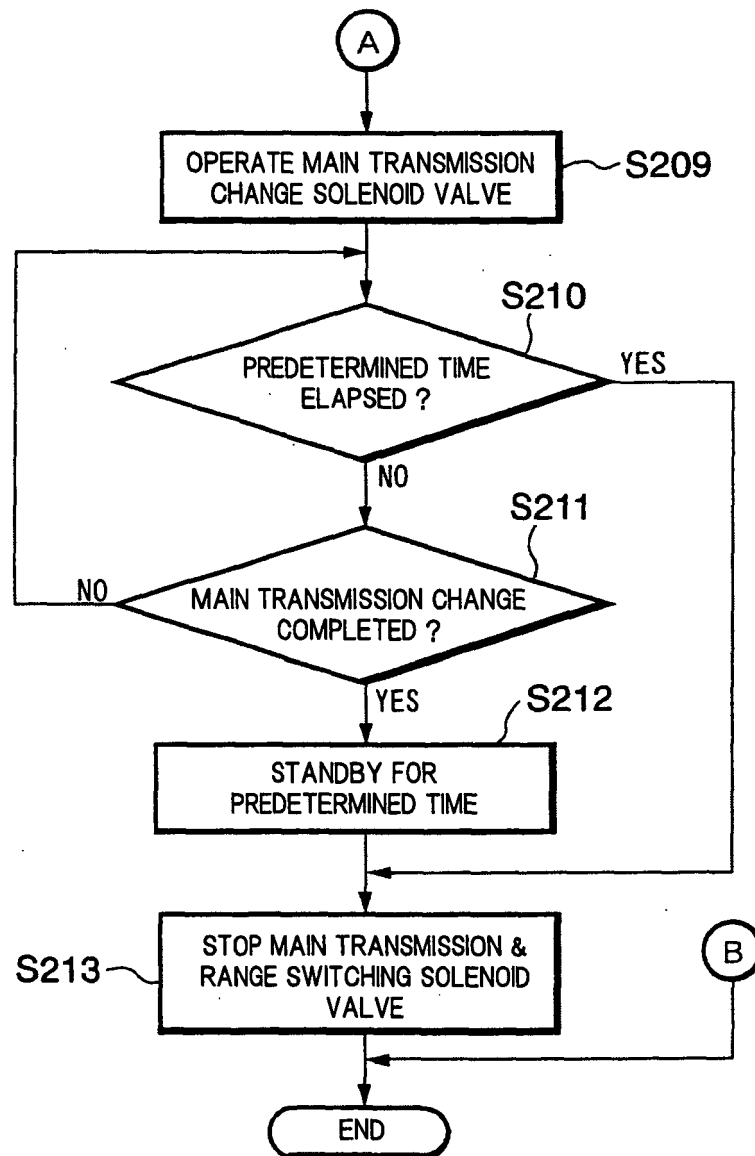 A
OPERATE MAIN TRANSMISSION
CHANGE SOLENOID VALVE
S209
S210
PREDETERMINED TIME
ELAPSED ?
YES
NO
S211
NO
MAIN TRANSMISSION CHANGE
COMPLETED ?
YES
S212
STANDBY FOR
PREDETERMINED TIME
S213
STOP MAIN TRANSMISSION &
RANGE SWITCHING SOLENOID
VALVE
B
END